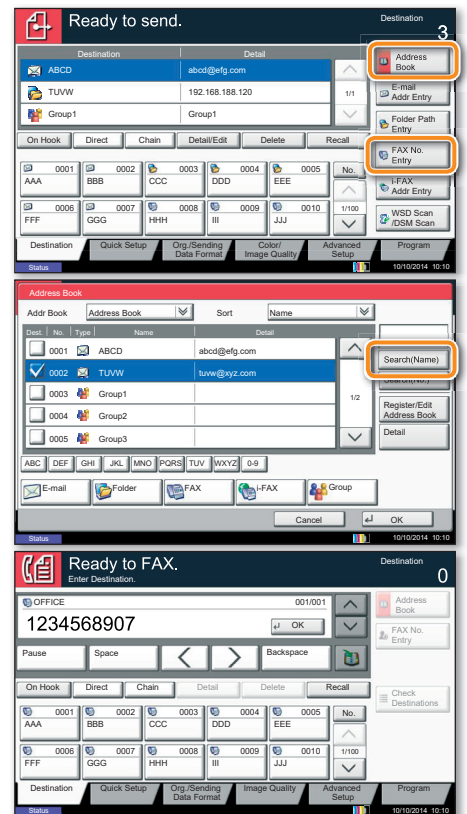 Ready to send.
Destination
3
Destination Detail
ABCD abcd@efg.com
TUVW 192.168.188.120
Group1 Group1
1/1
Address
Book
E-mail
Addr Entry
Folder Path
Entry
FAX No.
Entry
i-FAX
Addr Entry
WSD Scan
/DSM Scan
On Hook Direct Chain Detail/Edit Delete Recall
0001 0002 0003 0004 0005 No.
AAA BBB CCC DDD EEE
0006 0007 0008 0009 0010 1/100
FFF GGG HHH III JJJ
Destination Quick Setup Org./Sending
Data Format Color/
Image Quality Advanced
Setup Program
Status 10/10/2014 10:10
Address Book
Addr Book Address Book Sort Name
Dest. No. Type Name Detail
0001 ABCD abcd@efg.com
0002 TUVW tuvw@xyz.com
0003 Group1
0004 Group2
0005 Group3
1/2
Search(Name)
Search(No.)
Register/Edit
Address Book
Detail
ABC DEF GHI JKL MNO PQRS TUV WXYZ 0-9
E-mail Folder FAX i-FAX Group
Cancel OK
Status 10/10/2014 10:10
Ready to FAX.
Enter Destination.
Destination
0
OFFICE 001/001
12345568907 OK
Pause Space Backspace
Address
Book
FAX No.
Entry
Check
Destinations
On Hook Direct Chain Detail Delete Recall
0001 0002 0003 0004 0005 No.
AAA BBB CCC DDD EEE
0006 0007 0008 0009 0010 1/100
FFF GGG HHH III JJJ
Destination Quick Setup Org./Sending
Data Format Image Quality Advanced
Setup Program
Status 10/10/2014 10:10